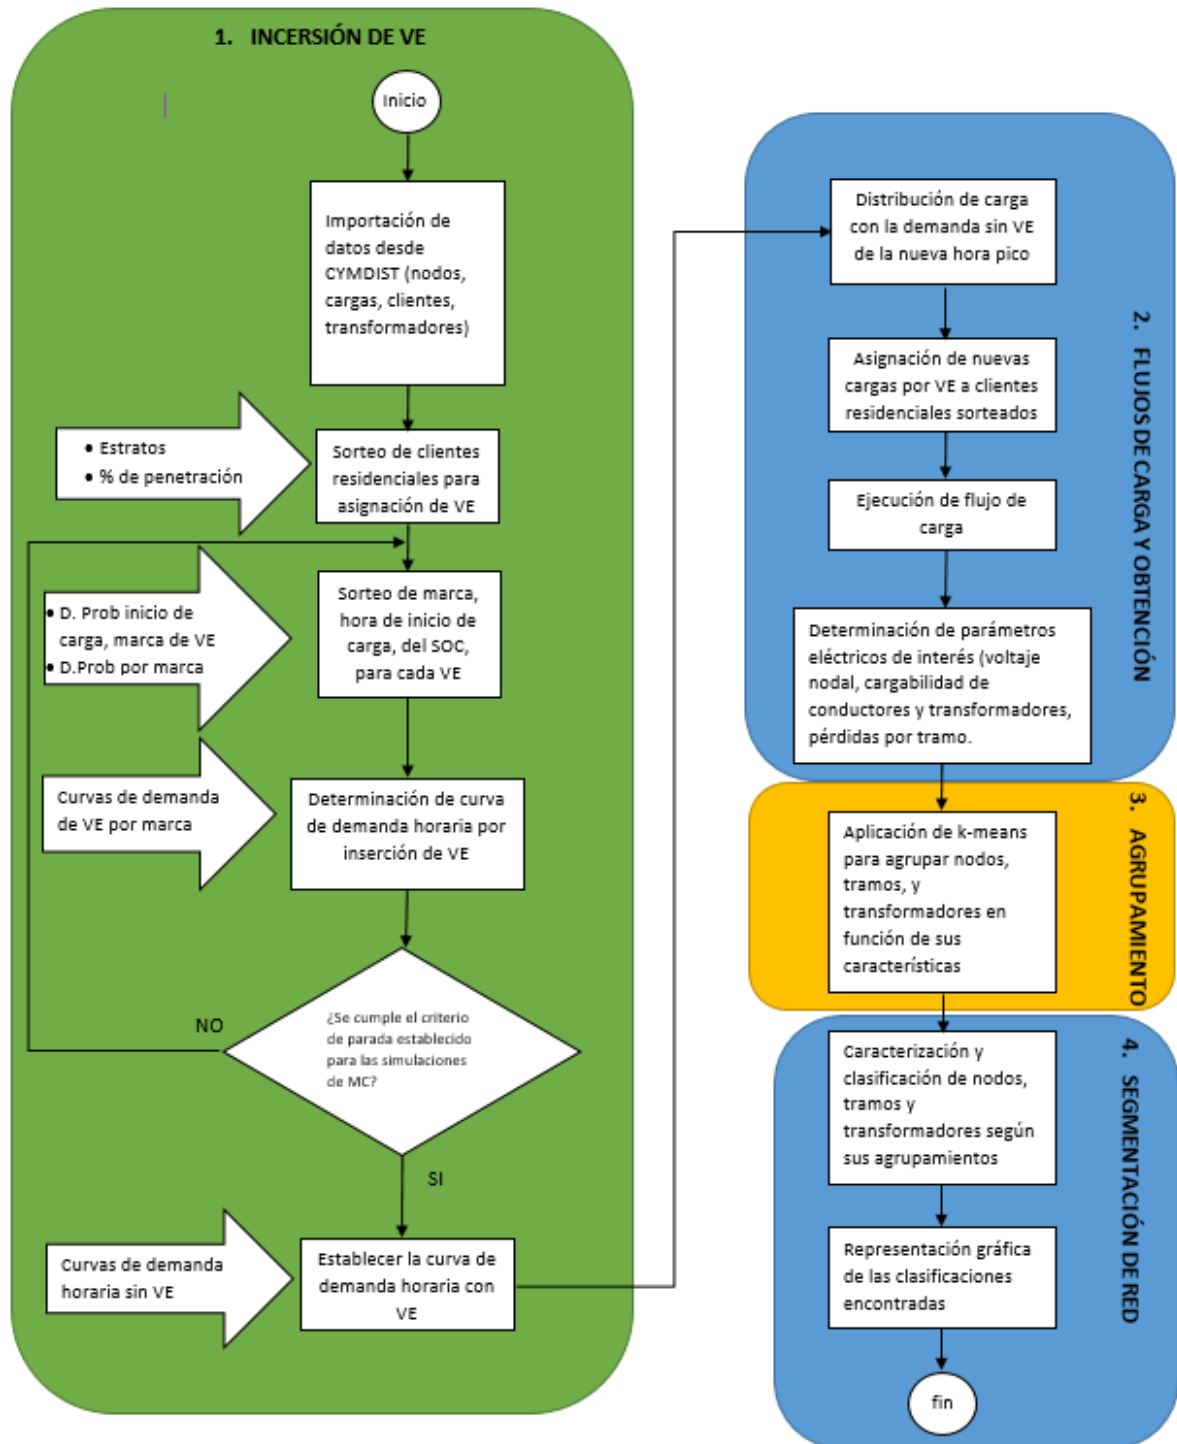 1. INCERSIÓN DE VE
Inicio
Importación de
datos desde
CYMDIST (nodos,
cargas, clientes,
transformadores)
• Estratos
• % de penetración
Sorteo de clientes
residenciales para
asignación de VE
• D. Prob inicio de
carga, marca de VE
• D.Prob por marca
Sorteo de marca,
hora de inicio de
carga, del SOC,
para cada VE
Curvas de demanda
de VE por marca
Determinación de curva
de demanda horaria por
inserción de VE
¿Se cumple el criterio
de parada establecido
para las simulaciones
de MC?
NO
SI
Curvas de demanda
horaria sin VE
Establecer la curva de
demanda horaria con
VE
2. FLUJOS DE CARGA Y OBTENCIÓN
Distribución de carga
con la demanda sin VE
de la nueva hora pico
Asignación de nuevas
cargas por VE a clientes
residenciales sorteados
Ejecución de flujo de
carga
Determinación de parámetros
eléctricos de interés (voltaje
nodal, cargabilidad de
conductores y transformadores,
pérdidas por tramo.
3. AGRUPAMIENTO
Aplicación de k-means
para agrupar nodos,
tramos, y
transformadores en
función de sus
características
4. SEGMENTACIÓN DE RED
Caracterización y
clasificación de nodos,
tramos y
transformadores según
sus agrupamientos
Representación gráfica
de las clasificaciones
encontradas
fin